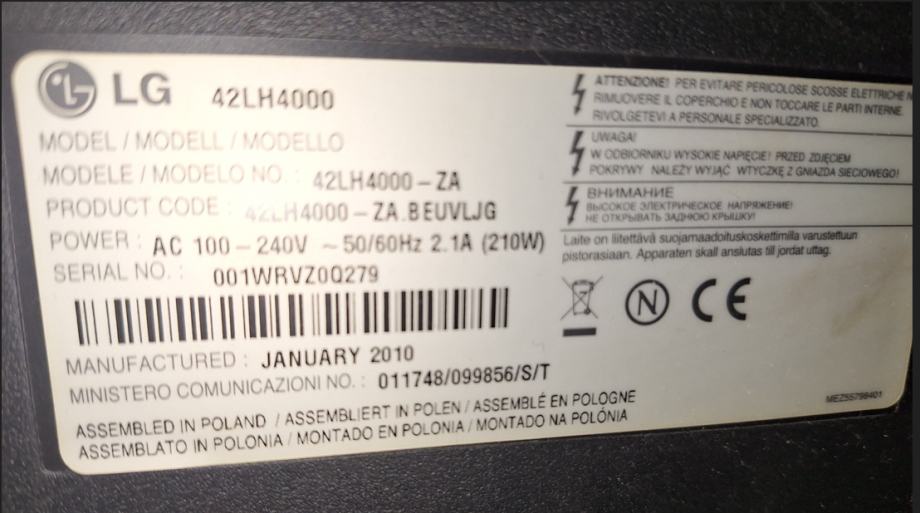 LG 42LH4000
MODEL / MODELL / MODELLO
MODELE / MODELO NO. : 42LH4000-ZA
PRODUCT CODE : 42LH4000-ZA.BEUVLJG
POWER : AC 100-240V ~50/60Hz 2.1A (210W)
SERIAL NO. : 001WRVZ0Q279
MANUFACTURED : JANUARY 2010
MINISTERO COMUNICAZIONI NO. : 011748/099856/S/T
ASSEMBLED IN POLAND / ASSEMBLIERT IN POLEN / ASSEMBLÉ EN POLOGNE
ASSEMBLATO IN POLONIA / MONTADO EN POLONIA / MONTADO NA POLÓNIA
ATTENZIONE! PER EVITARE PERICOLOSE SCOSSE ELETTRICHE N
RIMUOVERE IL COPERCHIO E NON TOCCARE LE PARTI INTERNE.
RIVOLGETEVI A PERSONALE SPECIALIZZATO.
UWAGA!
W ODBIORNIKU WYSOKIE NAPIĘCIE! PRZED ZDJĘCIEM
POKRYWY NALEŻY WYJĄĆ WTYCZKĘ Z GNIAZDA SIECIOWEGO!
ВНИМАНИЕ
ВЫСОКОЕ ЭЛЕКТРИЧЕСКОЕ НАПРЯЖЕНИЕ!
НЕ ОТКРЫВАТЬ ЗАДНЮЮ КРЫШКУ!
Laite on liitettävä suojamaadoituskoskettimilla varustettuun
pistorasiaan. Apparaten skall anslutas till jordat uttag.
N CE
MEZ55798401